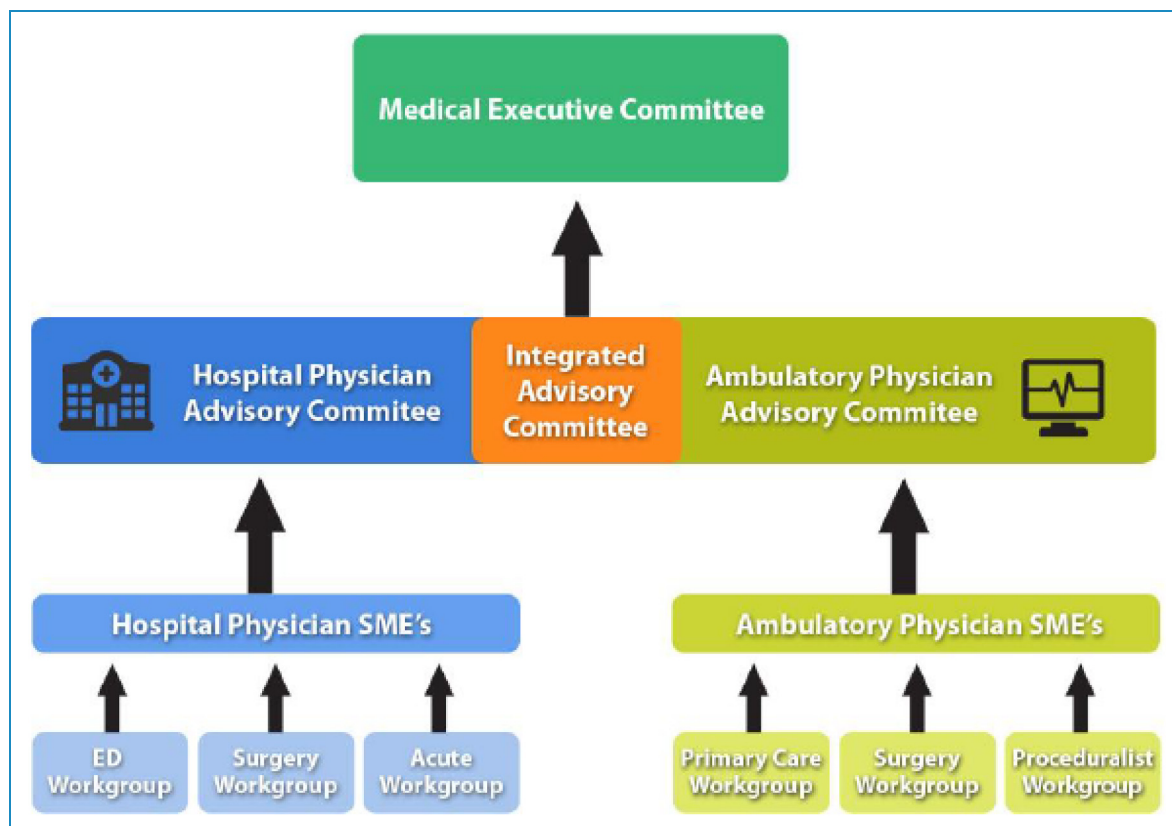 Medical Executive Committee
Hospital Physician
Advisory Commitee
Integrated
Advisory
Committee
Ambulatory Physician
Advisory Commitee
Hospital Physician SME's
Ambulatory Physician SME's
ED
Workgroup
Surgery
Workgroup
Acute
Workgroup
Primary Care
Workgroup
Surgery
Workgroup
Proceduralist
Workgroup